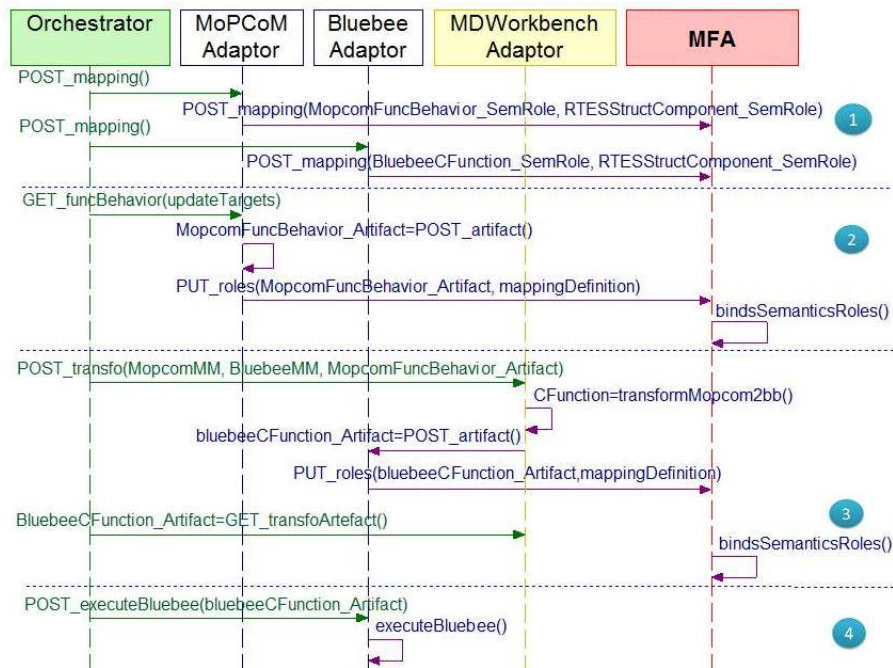 Orchestrator
MoPCoM
Adaptor
Bluebee
Adaptor
MDWorkbench
Adaptor
MFA
POST_mapping()
POST_mapping(MopcomFuncBehavior_SemRole, RTESStructComponent_SemRole)
1
POST_mapping()
POST_mapping(BluebeeCFunction_SemRole, RTESStructComponent_SemRole)
GET_funcBehavior(updateTargets)
MopcomFuncBehavior_Artifact=POST_artifact()
2
PUT_roles(MopcomFuncBehavior_Artifact, mappingDefinition)
bindsSemanticsRoles()
POST_transfo(MopcomMM, BluebeeMM, MopcomFuncBehavior_Artifact)
CFunction=transformMopcom2bb()
bluebeeCFunction_Artifact=POST_artifact()
PUT_roles(bluebeeCFunction_Artifact,mappingDefinition)
BluebeeCFunction_Artifact=GET_transfoArtefact()
3
bindsSemanticsRoles()
POST_executeBluebee(bluebeeCFunction_Artifact)
executeBluebee()
4